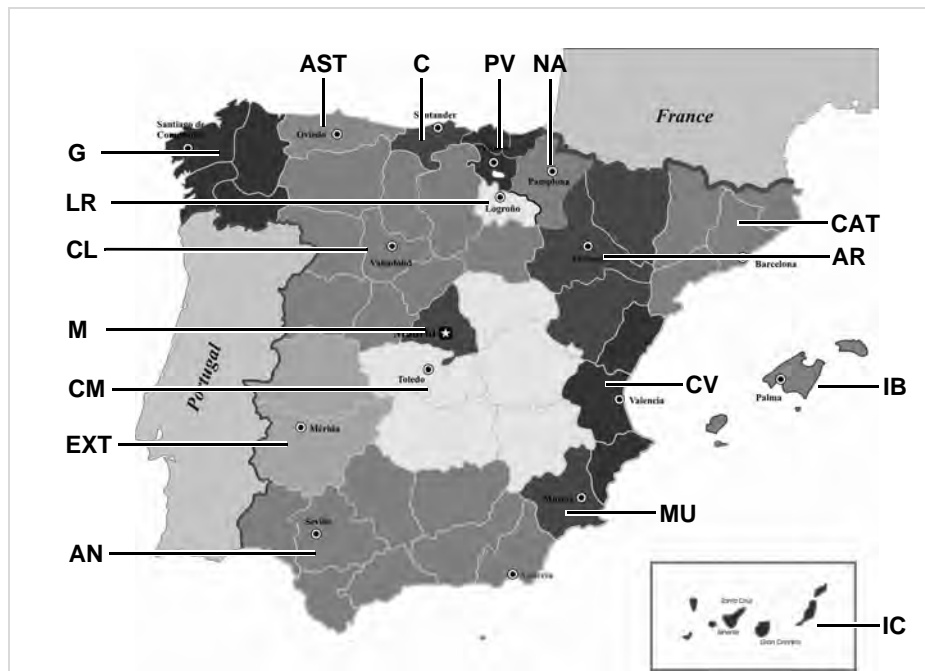 AST
C
PV
NA
Santander
France
Santiago de
Oviedo
G
Pamplona
LR
Logroño
CAT
CL
Valladolid
AR
Barcelona
M
Madrid
Portugal
Toledo
CM
CV
Valencia
Palma
IB
Mérida
EXT
Murcia
MU
Sevilla
AN
Almería
Santa Cruz
Tenerife
Gran Canaria
IC